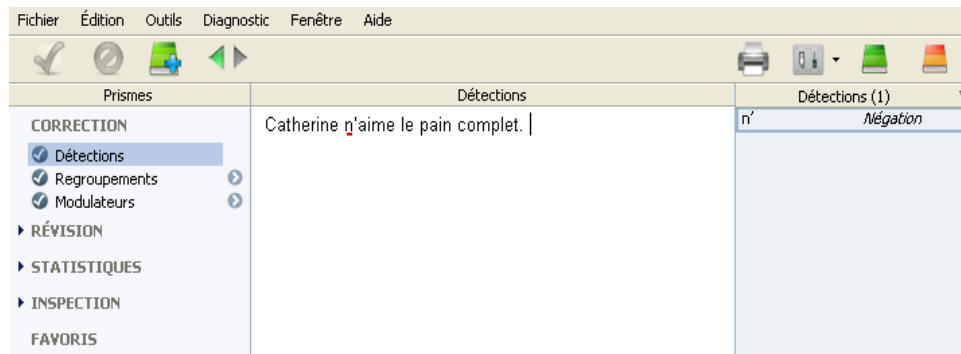 Fichier Édition Outils Diagnostic Fenêtre Aide
Prismes Détections Détections (1)
CORRECTION
Catherine n'aime le pain complet.
n' Négation
Détections
Regroupements
Modulateurs
RÉVISION
STATISTIQUES
INSPECTION
FAVORIS